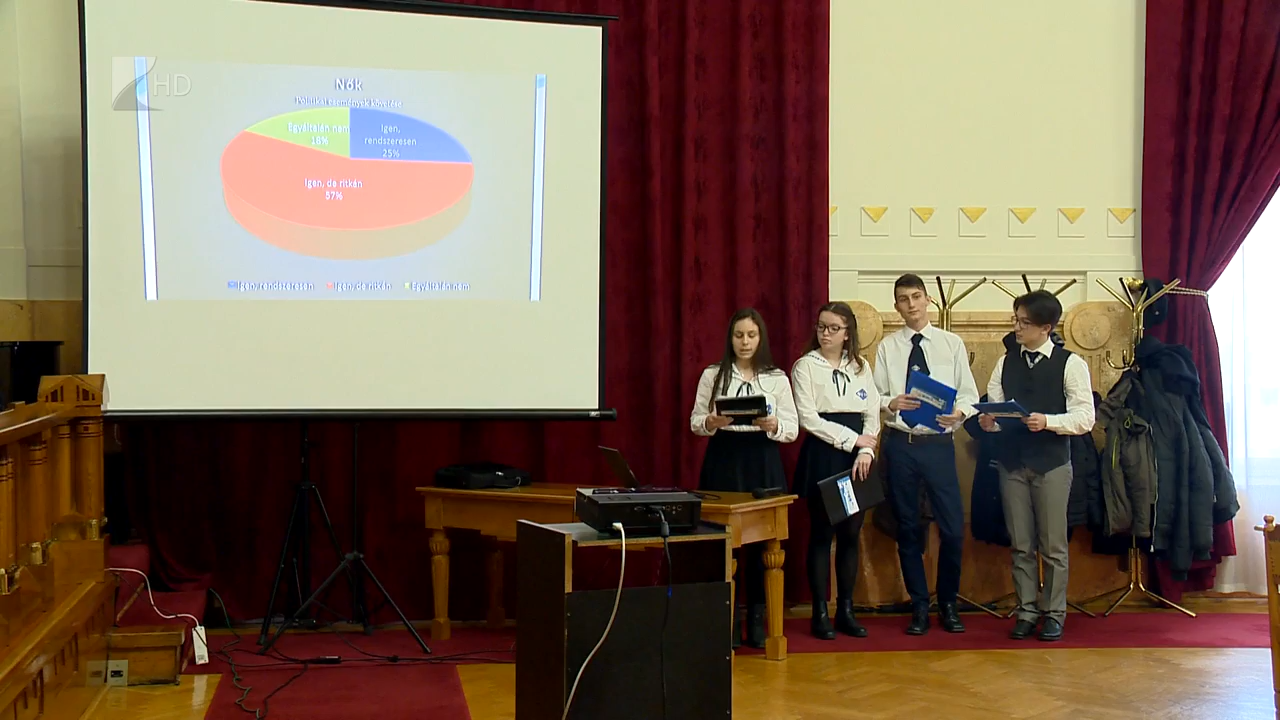 HD
Nők
Politikai események követése
Egyáltalán nem
18%
Igen,
rendszeresen
25%
Igen, de ritkán
57%
Igen, rendszeresen Igen, de ritkán Egyáltalán nem